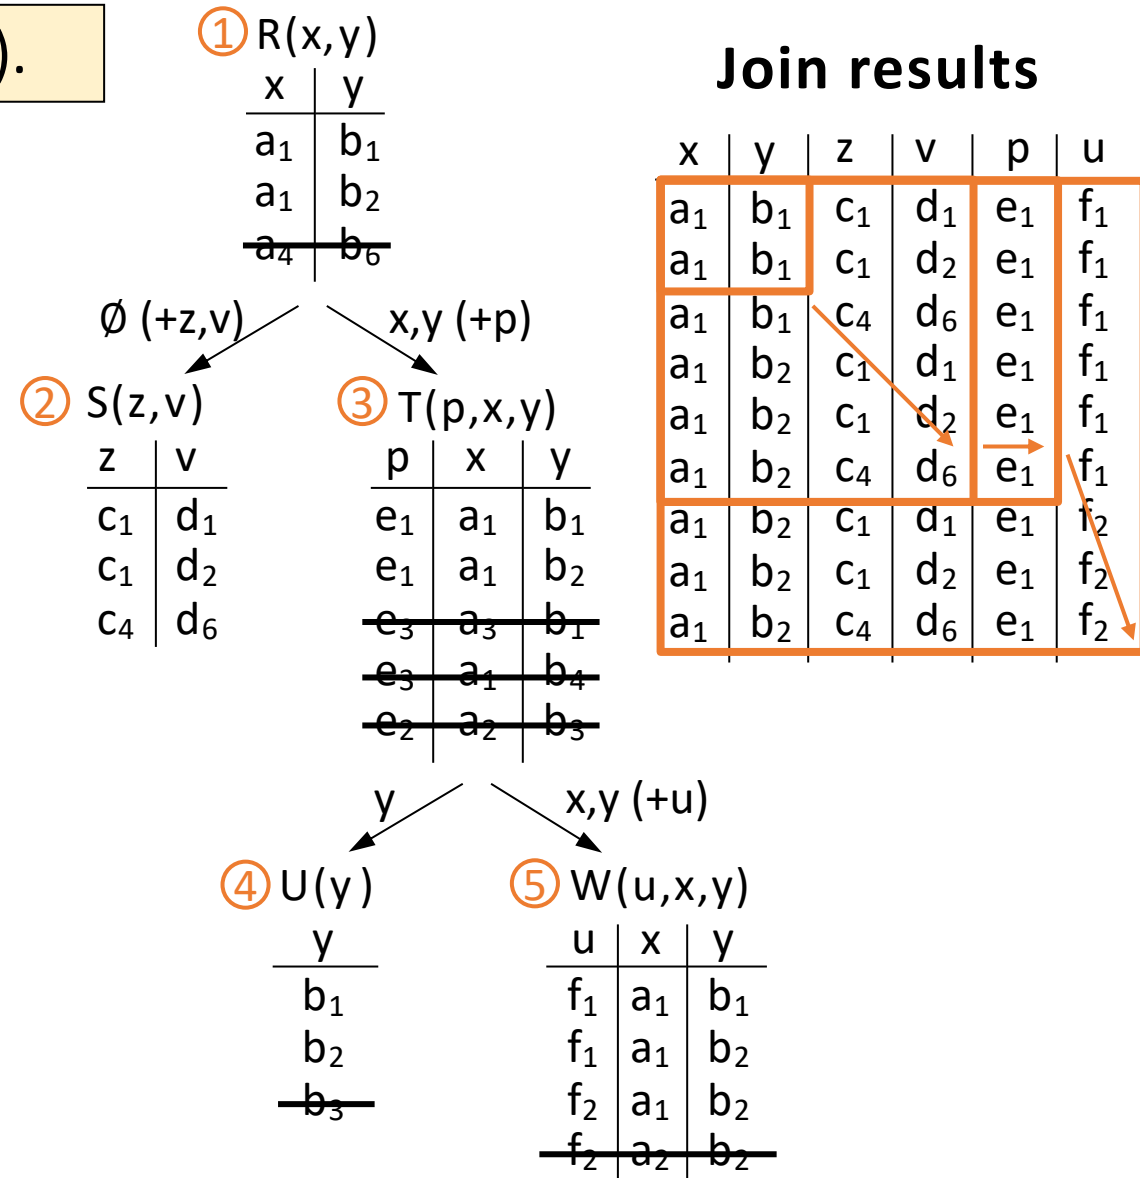 ).
① R(x,y)
x y
a₁ b₁
a₁ b₂
a₄ b₆
Ø (+z,v)
x,y (+p)
② S(z,v)
z v
c₁ d₁
c₁ d₂
c₄ d₆
③ T(p,x,y)
p x y
e₁ a₁ b₁
e₁ a₁ b₂
e₃ a₃ b₁
e₃ a₁ b₄
e₂ a₂ b₃
y
x,y (+u)
④ U(y)
y
b₁
b₂
b₃
⑤ W(u,x,y)
u x y
f₁ a₁ b₁
f₁ a₁ b₂
f₂ a₁ b₂
f₂ a₂ b₂
Join results
x y z v p u
a₁ b₁ c₁ d₁ e₁ f₁
a₁ b₁ c₁ d₂ e₁ f₁
a₁ b₁ c₄ d₆ e₁ f₁
a₁ b₂ c₁ d₁ e₁ f₁
a₁ b₂ c₁ d₂ e₁ f₁
a₁ b₂ c₄ d₆ e₁ f₁
a₁ b₂ c₁ d₁ e₁ f₂
a₁ b₂ c₁ d₂ e₁ f₂
a₁ b₂ c₄ d₆ e₁ f₂